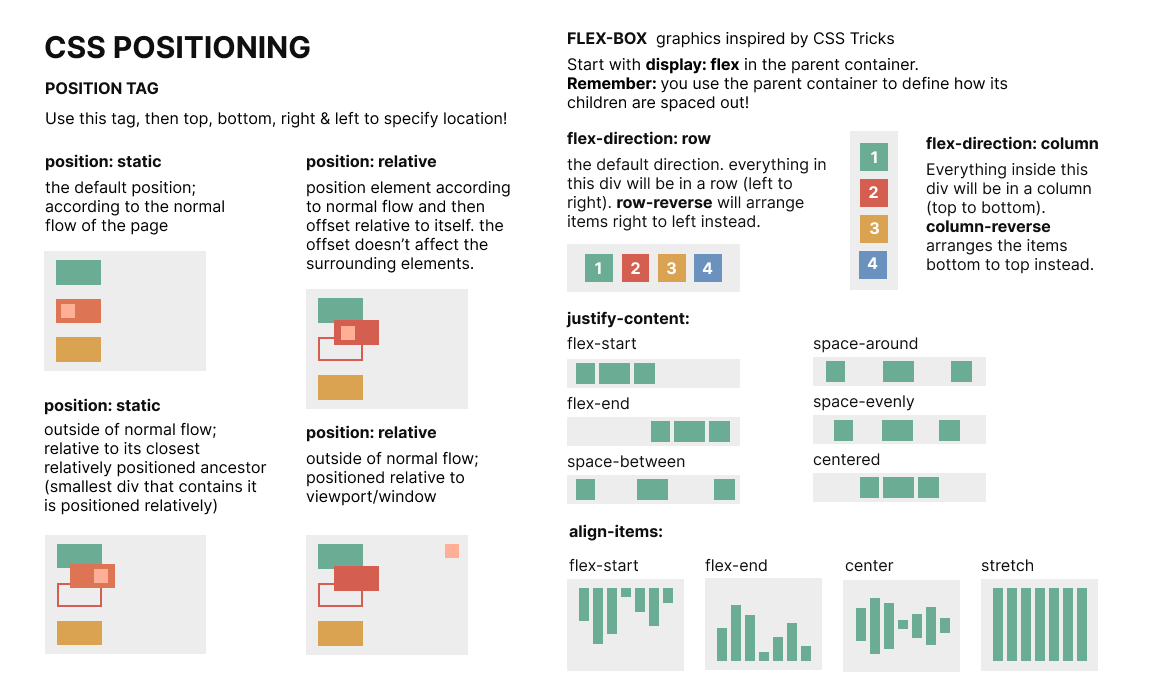 CSS POSITIONING
POSITION TAG
Use this tag, then top, bottom, right & left to specify location!
position: static
the default position;
according to the normal
flow of the page
position: relative
position element according
to normal flow and then
offset relative to itself. the
offset doesn’t affect the
surrounding elements.
position: static
outside of normal flow;
relative to its closest
relatively positioned ancestor
(smallest div that contains it
is positioned relatively)
position: relative
outside of normal flow;
positioned relative to
viewport/window
FLEX-BOX graphics inspired by CSS Tricks
Start with display: flex in the parent container.
Remember: you use the parent container to define how its
children are spaced out!
flex-direction: row
the default direction. everything in
this div will be in a row (left to
right). row-reverse will arrange
items right to left instead.
1 2 3 4
1
2
3
4
flex-direction: column
Everything inside this
div will be in a column
(top to bottom).
column-reverse
arranges the items
bottom to top instead.
justify-content:
flex-start
flex-end
space-between
space-around
space-evenly
centered
align-items:
flex-start
flex-end
center
stretch